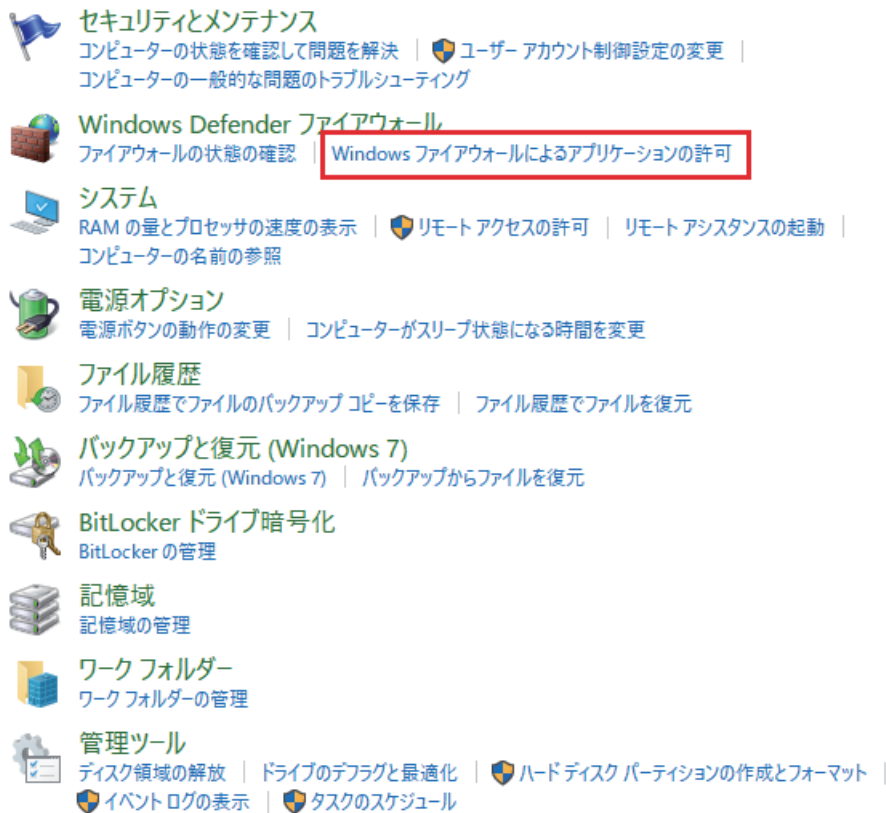 セキュリティとメンテナンス
コンピューターの状態を確認して問題を解決 ユーザー アカウント制御設定の変更
コンピューターの一般的な問題のトラブルシューティング
Windows Defender ファイアウォール
ファイアウォールの状態の確認 Windows ファイアウォールによるアプリケーションの許可
システム
RAM の量とプロセッサの速度の表示 リモート アクセスの許可 リモート アシスタンスの起動
コンピューターの名前の参照
電源オプション
電源ボタンの動作の変更 コンピューターがスリープ状態になる時間を変更
ファイル履歴
ファイル履歴でファイルのバックアップ コピーを保存 ファイル履歴でファイルを復元
バックアップと復元 (Windows 7)
バックアップと復元 (Windows 7) バックアップからファイルを復元
BitLocker ドライブ暗号化
BitLocker の管理
記憶域
記憶域の管理
ワーク フォルダー
ワーク フォルダーの管理
管理ツール
ディスク領域の解放 ドライブのデフラグと最適化 ハード ディスク パーティションの作成とフォーマット
イベント ログの表示 タスクのスケジュール